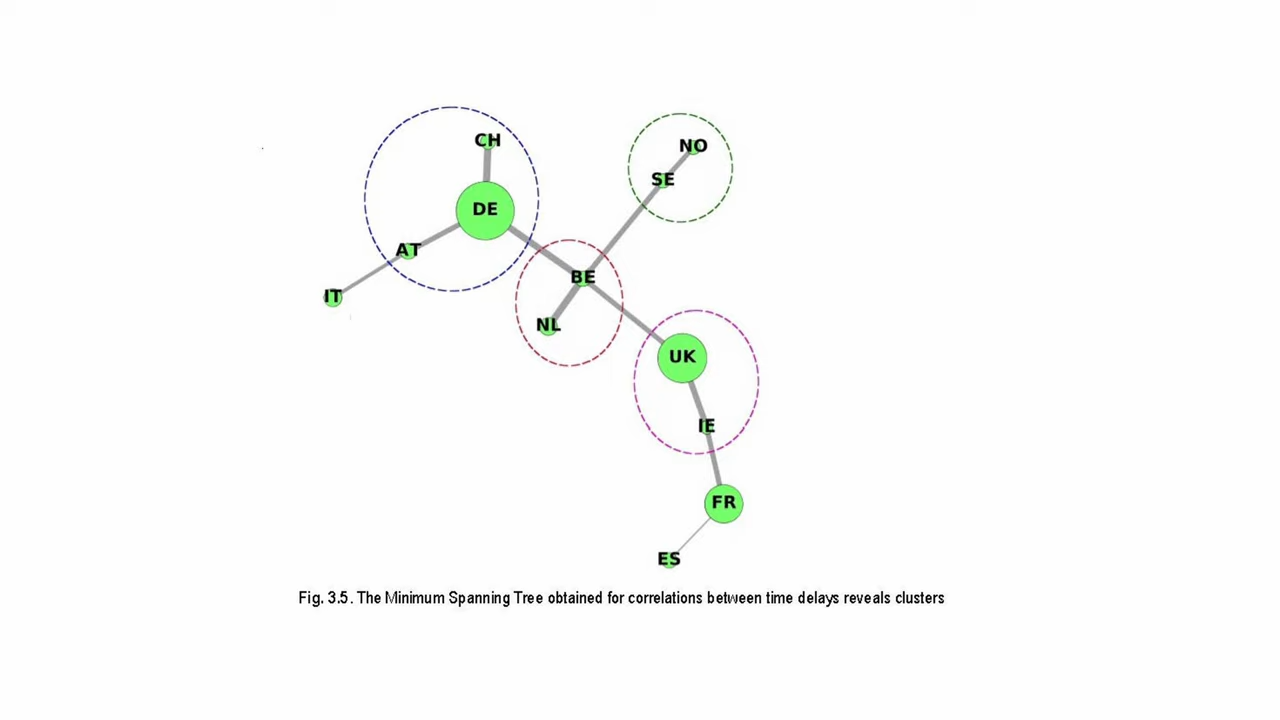 CH
NO
SE
DE
AT
BE
IT
NL
UK
IE
FR
ES
Fig. 3.5. The Minimum Spanning Tree obtained for correlations between time delays reveals clusters